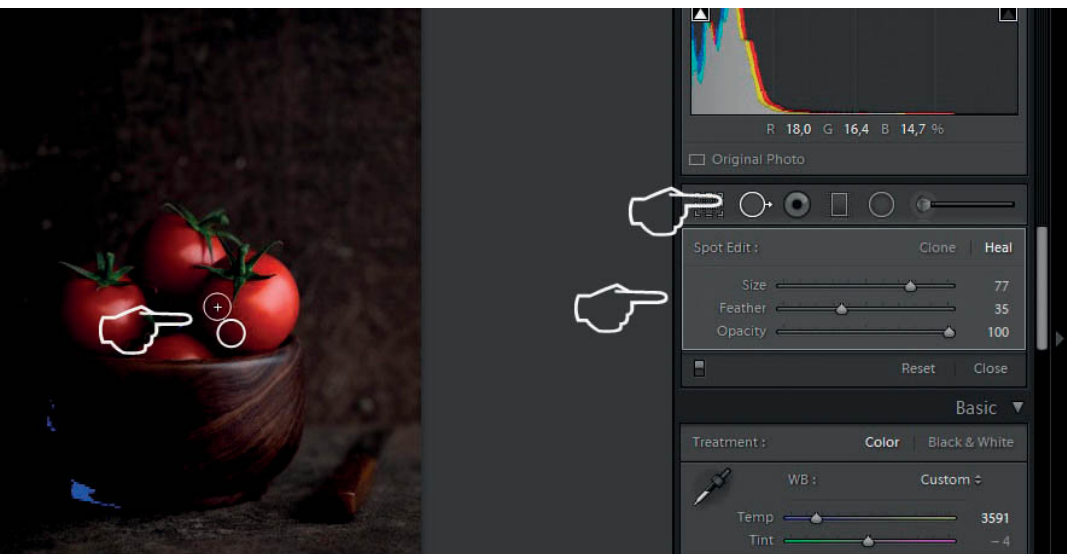 R 18,0 G 16,4 B 14,7 %
Original Photo
Spot Edit : Clone | Heal
Size 77
Feather 35
Opacity 100
Reset | Close
Basic ▼
Treatment : Color | Black & White
WB : Custom
Temp 3591
Tint – 4